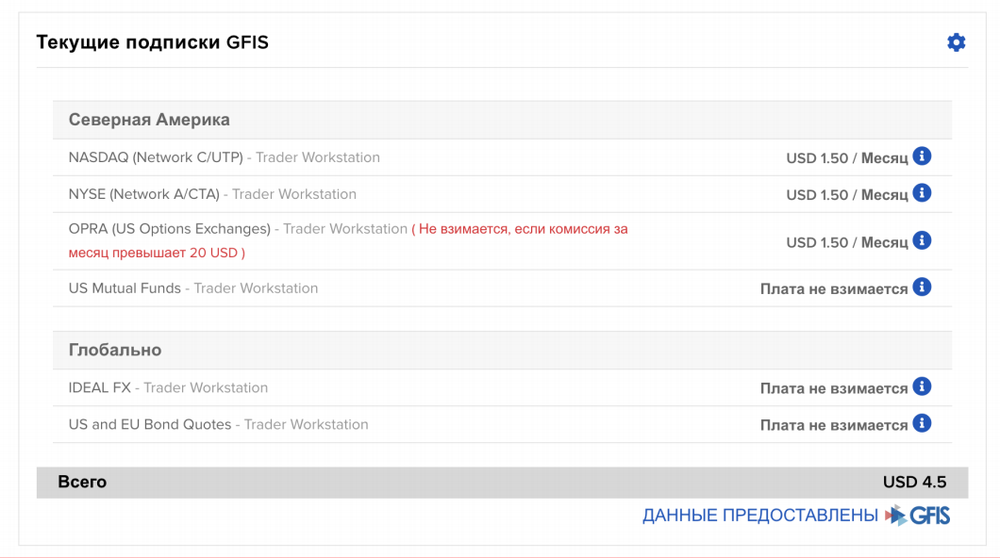 Текущие подписки GFIS
Северная Америка
NASDAQ (Network C/UTP) - Trader Workstation USD 1.50 / Месяц
NYSE (Network A/CTA) - Trader Workstation USD 1.50 / Месяц
OPRA (US Options Exchanges) - Trader Workstation ( Не взимается, если комиссия за
месяц превышает 20 USD ) USD 1.50 / Месяц
US Mutual Funds - Trader Workstation Плата не взимается
Глобально
IDEAL FX - Trader Workstation Плата не взимается
US and EU Bond Quotes - Trader Workstation Плата не взимается
Всего USD 4.5
ДАННЫЕ ПРЕДОСТАВЛЕНЫ GFIS